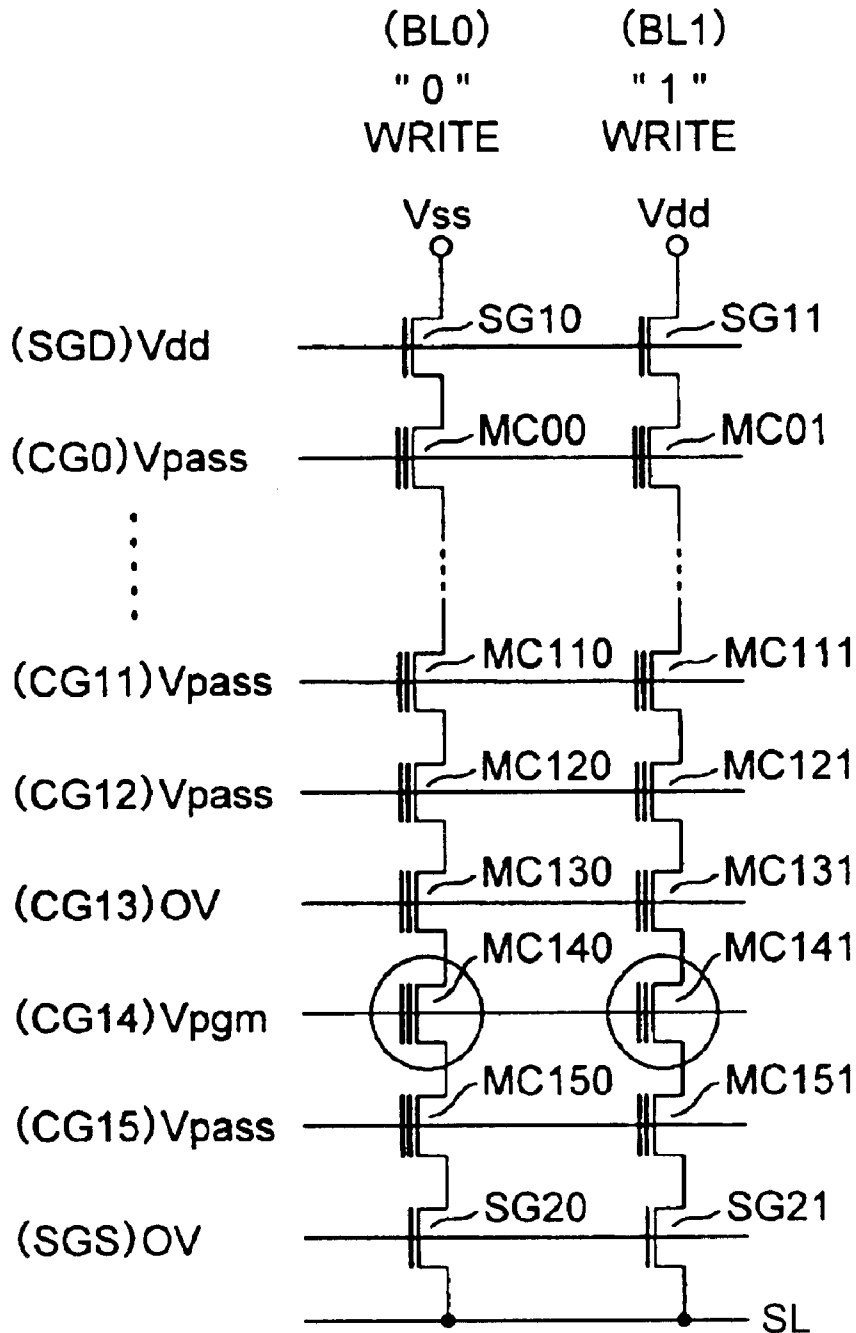 (BL0) (BL1)
"0" "1"
WRITE WRITE
Vss Vdd
(SGD)Vdd SG10 SG11
(CG0)Vpass MC00 MC01
(CG11)Vpass MC110 MC111
(CG12)Vpass MC120 MC121
(CG13)OV MC130 MC131
(CG14)Vpgm MC140 MC141
(CG15)Vpass MC150 MC151
(SGS)OV SG20 SG21
SL